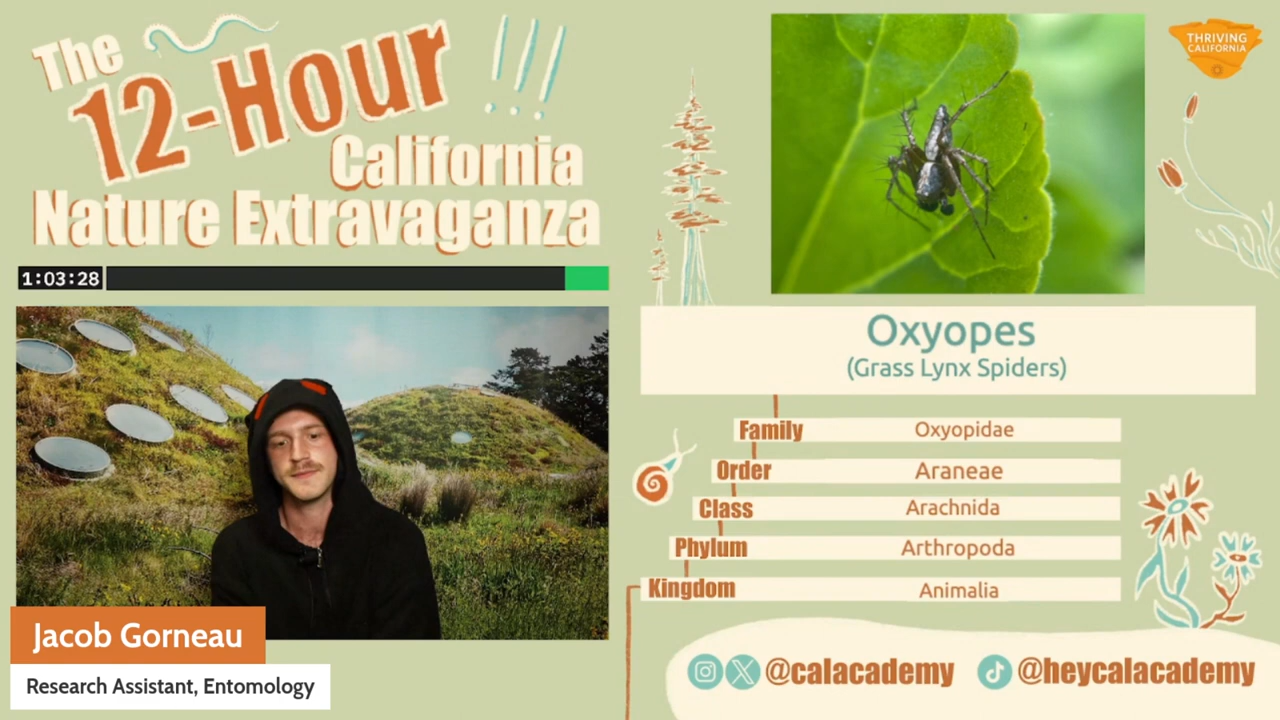 The
12-Hour !!!
California
Nature Extravaganza
1:03:28
THRIVING
CALIFORNIA
Oxyopes
(Grass Lynx Spiders)
Family Oxyopidae
Order Araneae
Class Arachnida
Phylum Arthropoda
Kingdom Animalia
Jacob Gorneau
Research Assistant, Entomology
@calacademy @heycalacademy